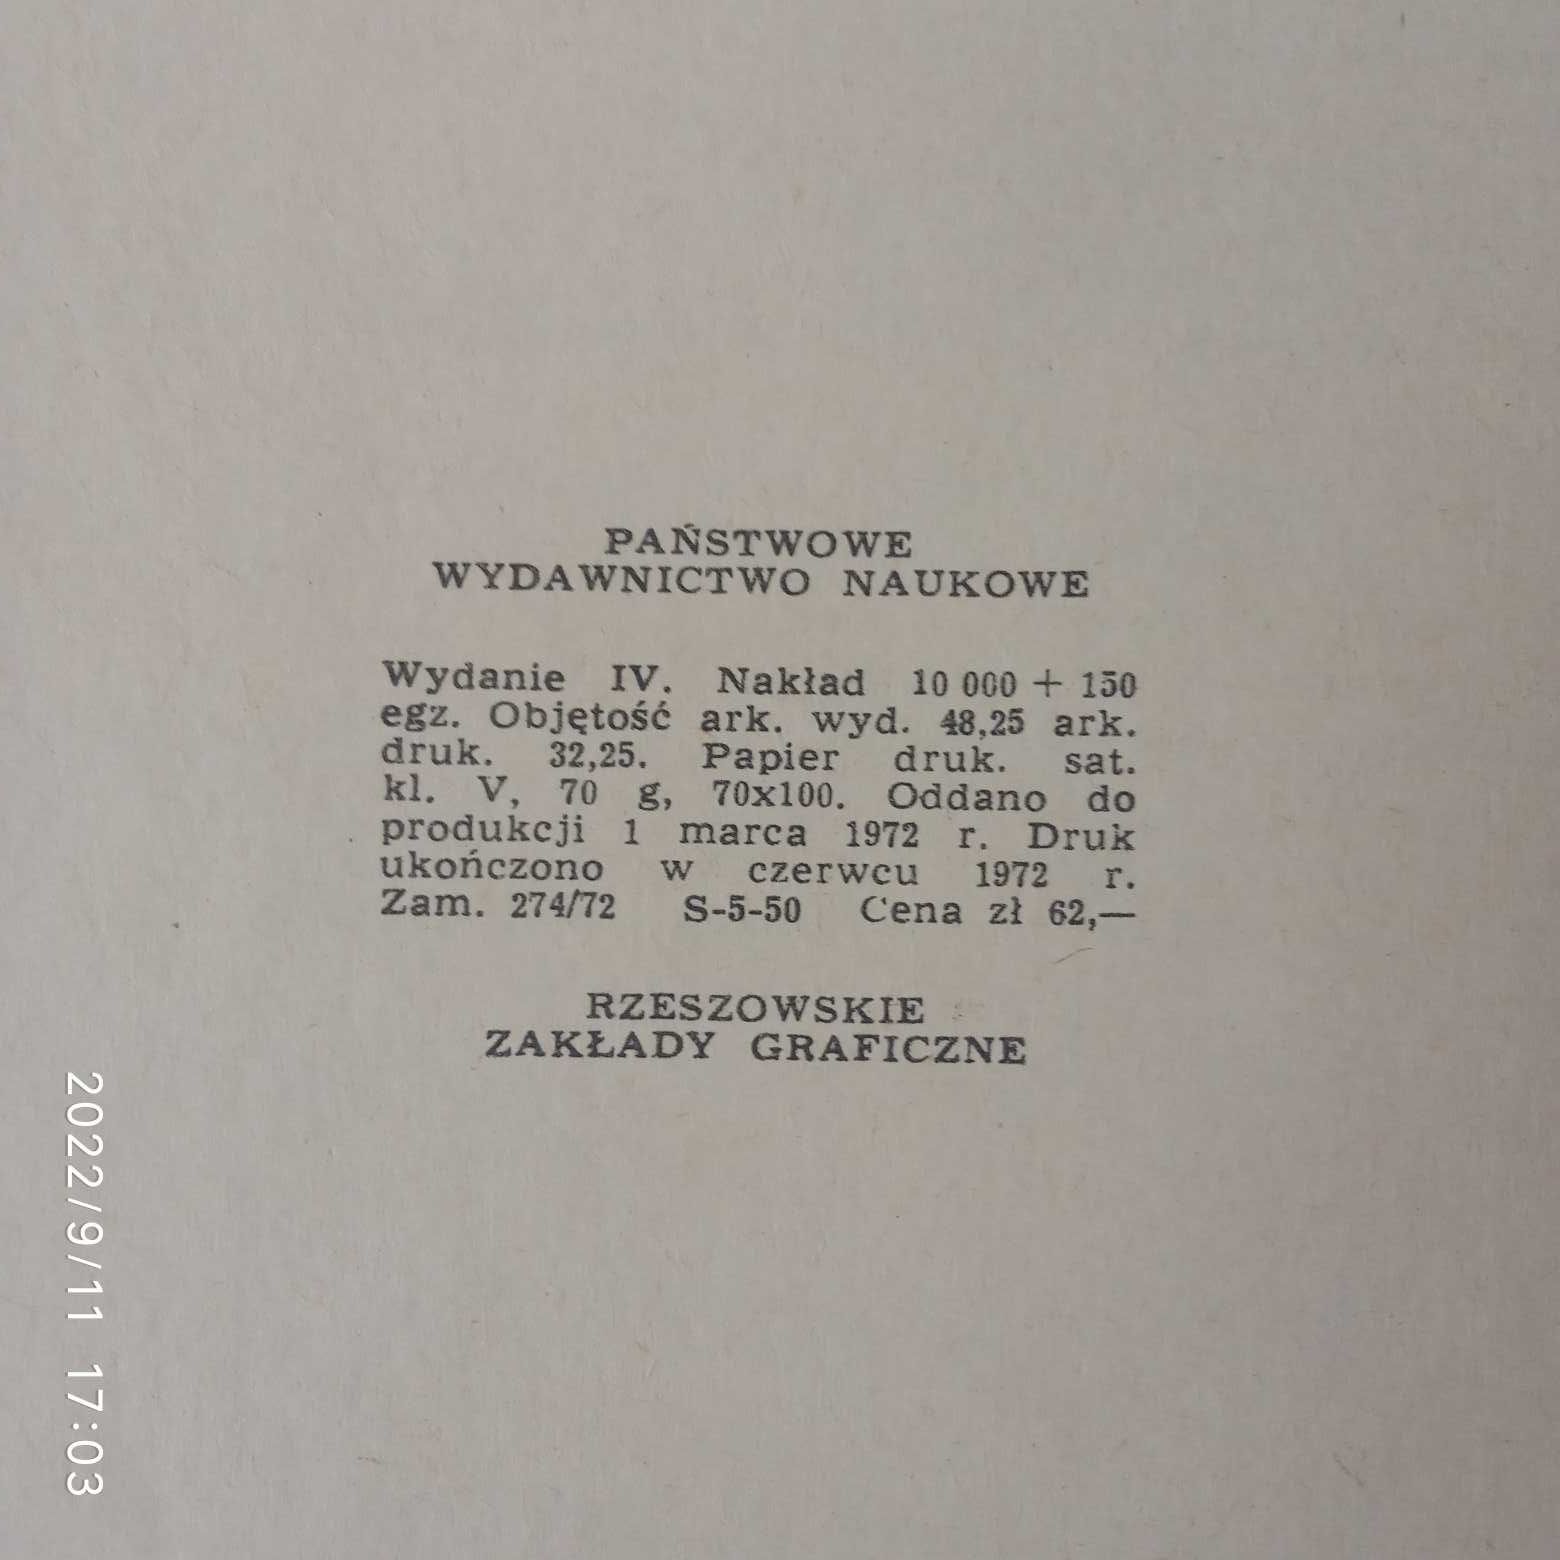 PAŃSTWOWE
WYDAWNICTWO NAUKOWE
Wydanie IV. Nakład 10 000 + 150
egz. Objętość ark. wyd. 48,25 ark.
druk. 32,25. Papier druk. sat.
kl. V, 70 g, 70x100. Oddano do
produkcji 1 marca 1972 r. Druk
ukończono w czerwcu 1972 r.
Zam. 274/72 S-5-50 Cena zł 62,—
RZESZOWSKIE
ZAKŁADY GRAFICZNE
2022/9/11 17:03